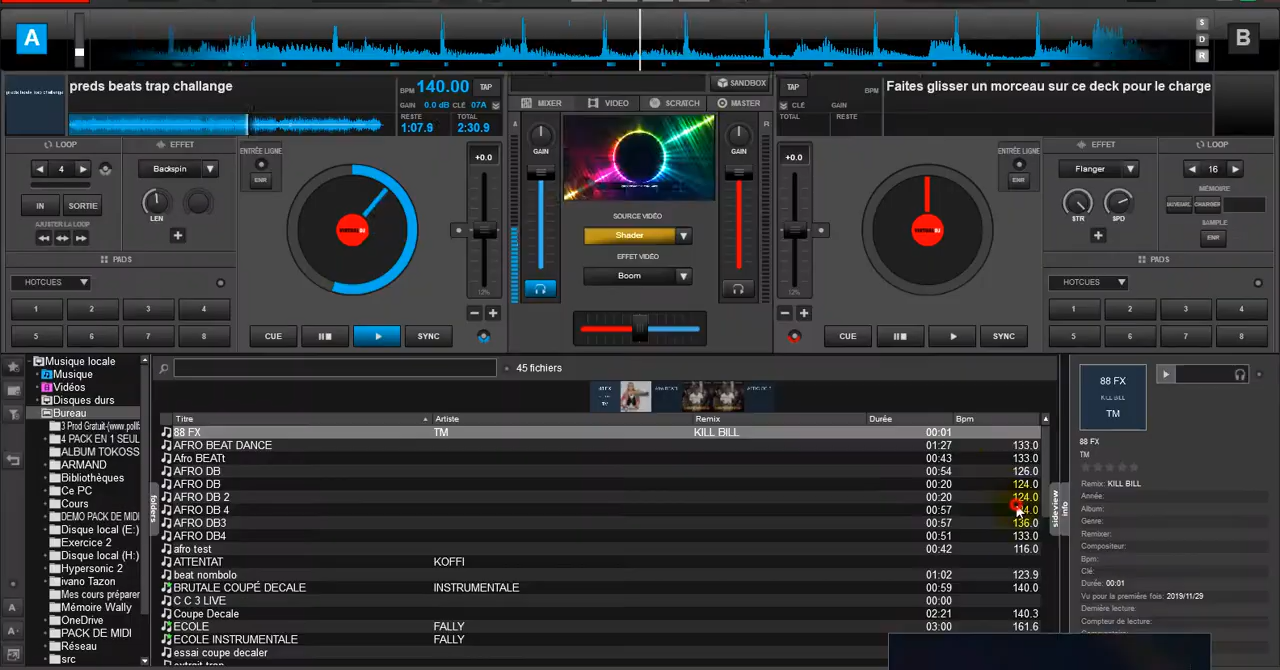 A
S
D
R
B
preds beats trap challange
BPM 140.00 TAP
GAIN 0.0 dB CLÉ 07A
RESTE TOTAL
1:07.9 2:30.9
SANDBOX
MIXER VIDEO SCRATCH MASTER
TAP BPM
CLÉ GAIN
TOTAL RESTE
Faites glisser un morceau sur ce deck pour le charge
LOOP EFFET
4 Backspin
IN SORTIE LEN
AJUSTER LA LOOP
ENTRÉE LIGNE
ENR
+0.0
12%
GAIN
GAIN
SOURCE VIDÉO
Shader
EFFET VIDÉO
Boom
+0.0
12%
ENTRÉE LIGNE
ENR
EFFET LOOP
Flanger 16
STR SPD
MÉMOIRE
CHARGER
SAMPLE
ENR
PADS
HOTCUES
1 2 3 4
5 6 7 8
CUE SYNC
CUE SYNC
PADS
HOTCUES
1 2 3 4
5 6 7 8
Musique locale
Musique
Vidéos
Disques durs
Bureau
4 PACK EN 1 SEUL
ALBUM TOKOSS
ARMAND
Bibliothèques
Ce PC
Cours
DEMO PACK DE MIDI
Disque local (E:)
Exercice 2
Disque local (H:)
Hypersonic 2
ivano Tazon
Mes cours préparer
Mémoire Wally
OneDrive
PACK DE MIDI
Réseau
src
folders
45 fichiers
Titre Artiste Remix Durée Bpm
88 FX TM KILL BILL 00:01
AFRO BEAT DANCE 01:27 133.0
Afro BEATt 00:43 133.0
AFRO DB 00:54 126.0
AFRO DB 00:20 124.0
AFRO DB 2 00:20 124.0
AFRO DB 4 00:57
AFRO DB3 00:57 136.0
AFRO DB4 00:51 133.0
afro test 00:42 116.0
ATTENTAT KOFFI
beat nombolo 01:02 123.9
BRUTALE COUPÉ DECALE INSTRUMENTALE 00:59 140.0
C C 3 LIVE 00:00
Coupe Decale 02:21 140.3
ECOLE FALLY 03:00 161.6
ECOLE INSTRUMENTALE FALLY
essai coupe decaler
extrait trap
sideview
info
88 FX
KILL BILL
TM
88 FX
TM
Remix: KILL BILL
Année:
Album:
Genre:
Remixer:
Compositeur:
Bpm:
Clé:
Durée: 00:01
Vu pour la première fois: 2019/11/29
Dernière lecture:
Compteur de lecture: